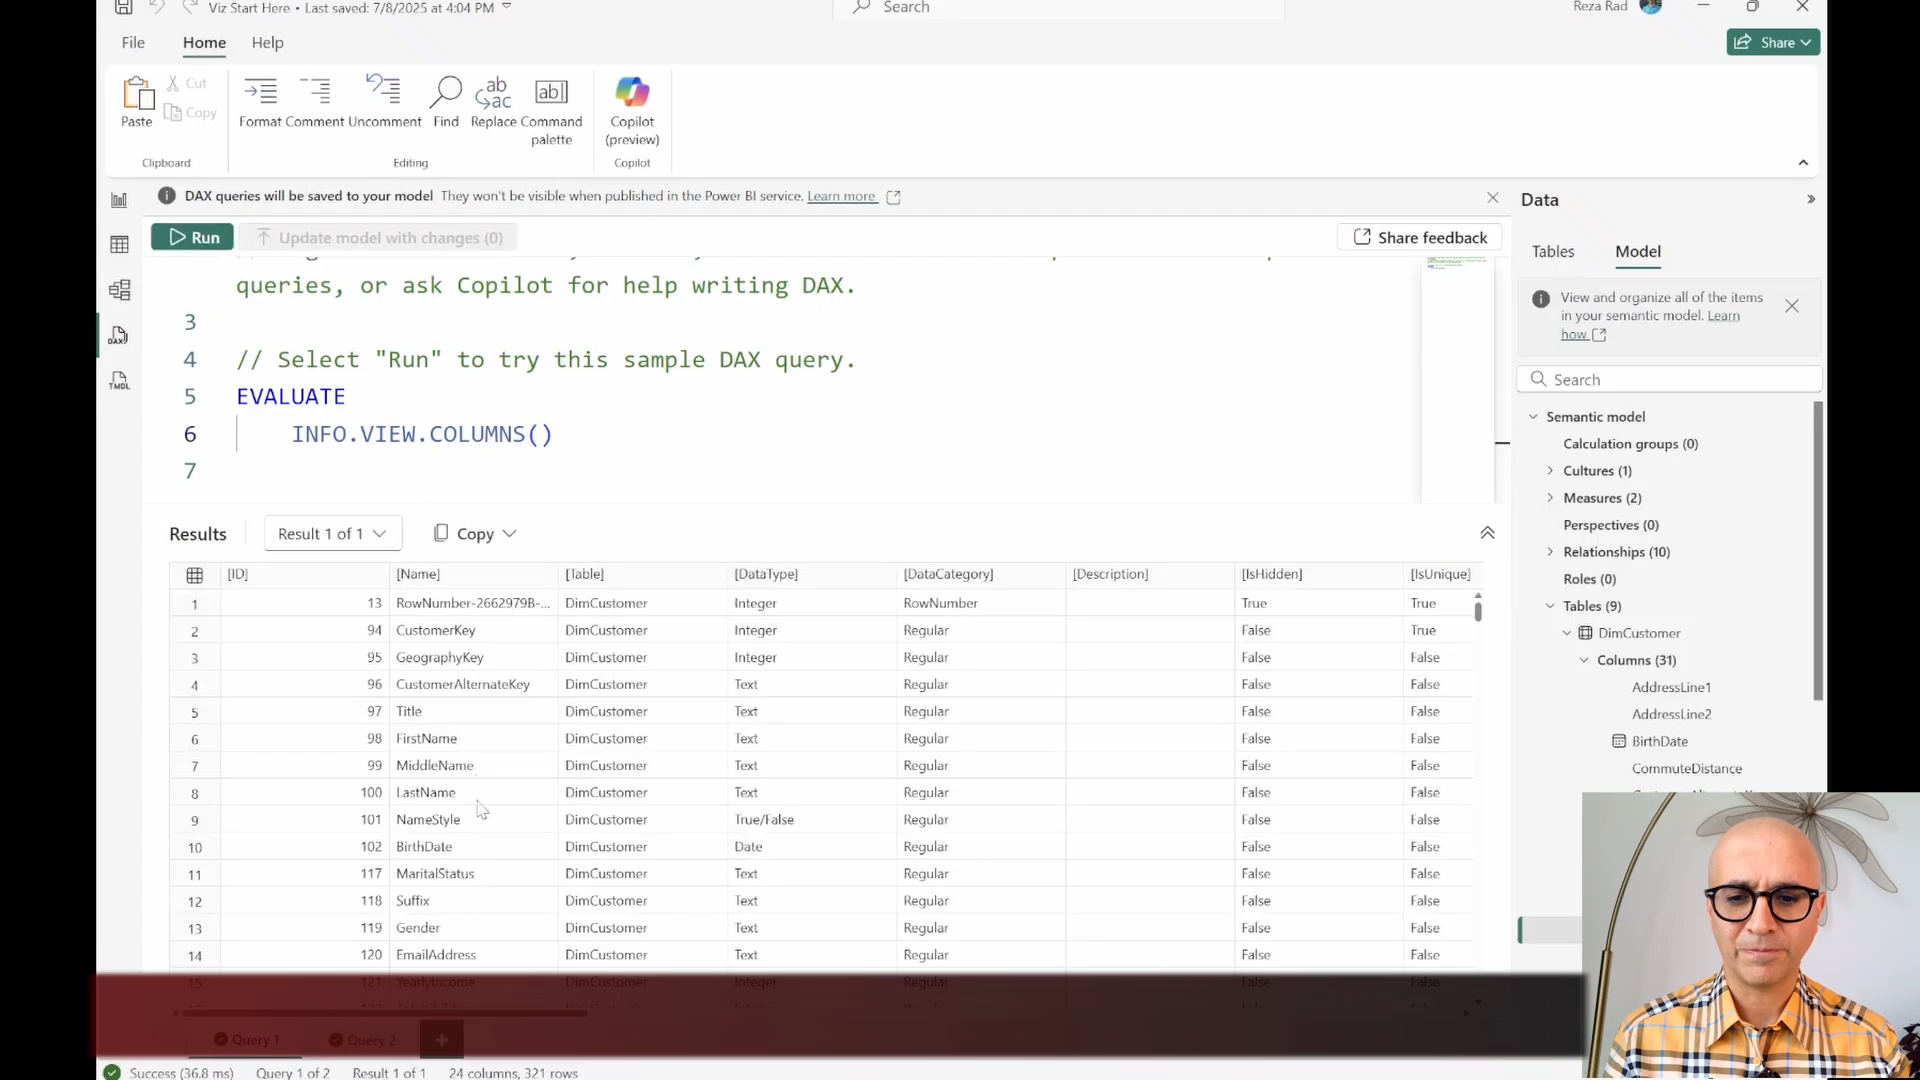 Viz Start Here • Last saved: 7/8/2025 at 4:04 PM
Search
Reza Rad
File
Home
Help
Share
Paste
Cut
Copy
Format
Comment
Uncomment
Find
Replace
Command palette
Copilot (preview)
Clipboard
Editing
Copilot
DAX queries will be saved to your model They won't be visible when published in the Power BI service. Learn more
Run
Update model with changes (0)
Share feedback
queries, or ask Copilot for help writing DAX.
3
4 // Select "Run" to try this sample DAX query.
5 EVALUATE
6 INFO.VIEW.COLUMNS()
7
Results
Result 1 of 1
Copy
[ID] [Name] [Table] [DataType] [DataCategory] [Description] [IsHidden] [IsUnique]
1 13 RowNumber-2662979B-... DimCustomer Integer RowNumber True True
2 94 CustomerKey DimCustomer Integer Regular False True
3 95 GeographyKey DimCustomer Integer Regular False False
4 96 CustomerAlternateKey DimCustomer Text Regular False False
5 97 Title DimCustomer Text Regular False False
6 98 FirstName DimCustomer Text Regular False False
7 99 MiddleName DimCustomer Text Regular False False
8 100 LastName DimCustomer Text Regular False False
9 101 NameStyle DimCustomer True/False Regular False False
10 102 BirthDate DimCustomer Date Regular False False
11 117 MaritalStatus DimCustomer Text Regular False False
12 118 Suffix DimCustomer Text Regular False False
13 119 Gender DimCustomer Text Regular False False
14 120 EmailAddress DimCustomer Text Regular False False
15 121 YearlyIncome DimCustomer Integer Regular False False
Query 1
Query 2
Success (36.8 ms) Query 1 of 2 Result 1 of 1 24 columns, 321 rows
DAX
TMDL
Data
Tables
Model
View and organize all of the items
in your semantic model. Learn
how
Search
Semantic model
Calculation groups (0)
Cultures (1)
Measures (2)
Perspectives (0)
Relationships (10)
Roles (0)
Tables (9)
DimCustomer
Columns (31)
AddressLine1
AddressLine2
BirthDate
CommuteDistance